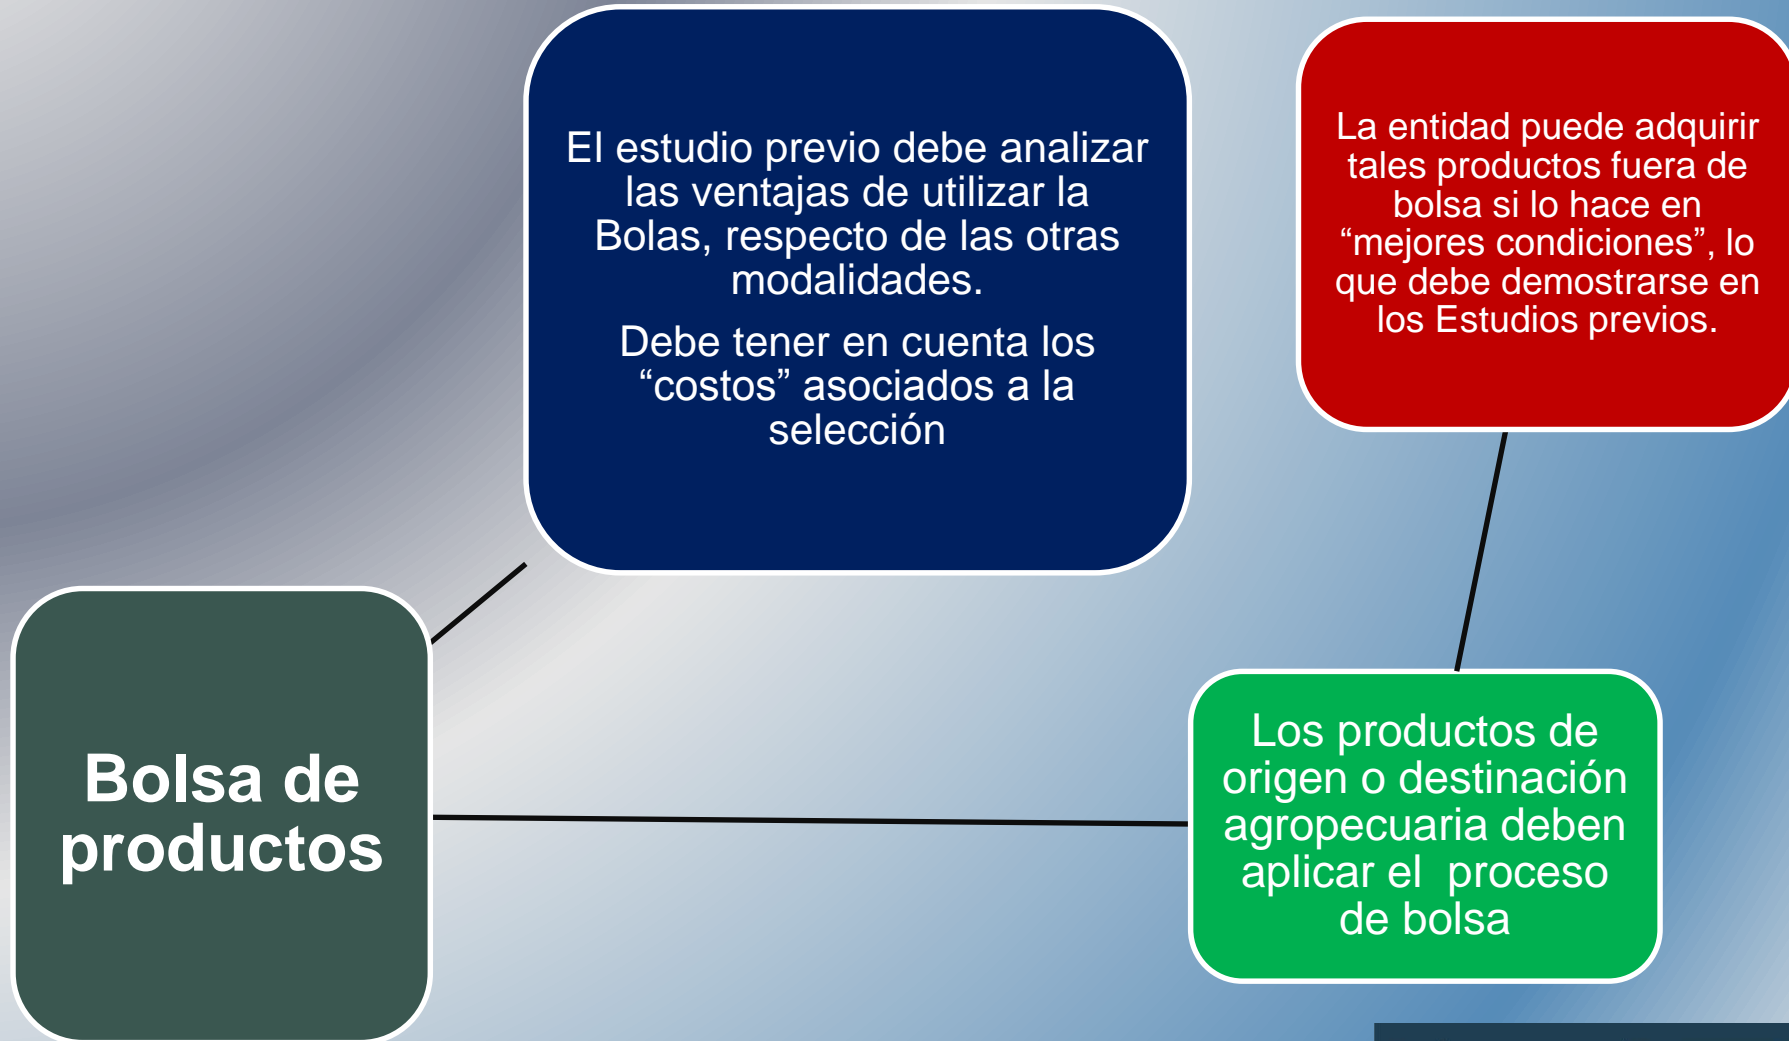 El estudio previo debe analizar
las ventajas de utilizar la
Bolas, respecto de las otras
modalidades.
Debe tener en cuenta los
“costos” asociados a la
selección
La entidad puede adquirir
tales productos fuera de
bolsa si lo hace en
“mejores condiciones”, lo
que debe demostrarse en
los Estudios previos.
Bolsa de
productos
Los productos de
origen o destinación
agropecuaria deben
aplicar el  proceso
de bolsa